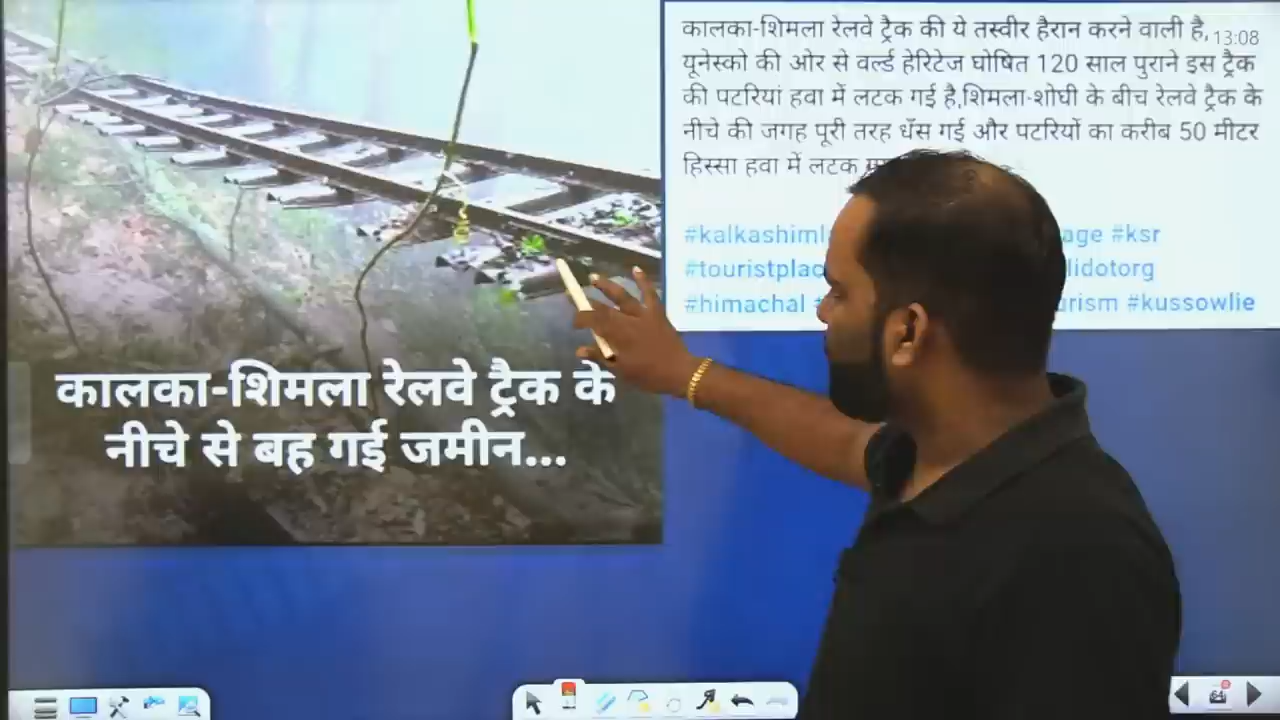 कालका-शिमला रेलवे ट्रैक की ये तस्वीर हैरान करने वाली है,
13:08
यूनेस्को की ओर से वर्ल्ड हेरिटेज घोषित 120 साल पुराने इस ट्रैक
की पटरियां हवा में लटक गई है,शिमला-शोघी के बीच रेलवे ट्रैक के
नीचे की जगह पूरी तरह धँस गई और पटरियों का करीब 50 मीटर
हिस्सा हवा में लटक
#ksr
#himachal
#kussowlie
कालका-शिमला रेलवे ट्रैक के
नीचे से बह गई जमीन...
64